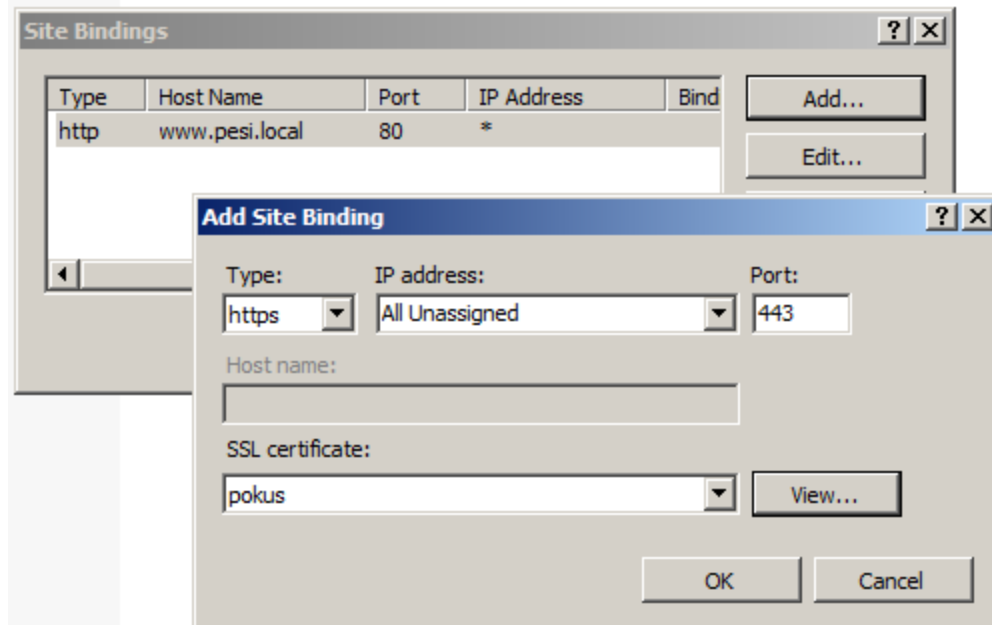 Site Bindings
Type Host Name Port IP Address Bind
http www.pesi.local 80 *
Add...
Edit...
Add Site Binding
Type: IP address: Port:
https All Unassigned 443
Host name:
SSL certificate:
pokus View...
OK Cancel